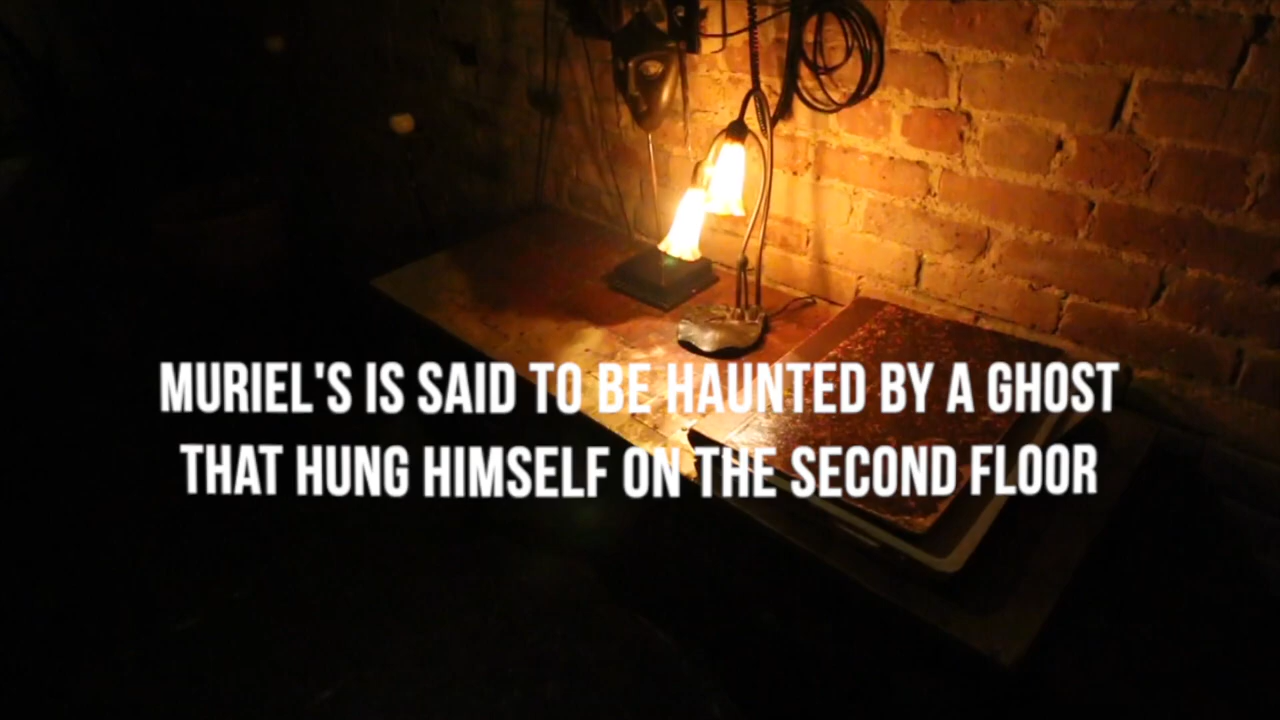 MURIEL'S IS SAID TO BE HAUNTED BY A GHOST
THAT HUNG HIMSELF ON THE SECOND FLOOR